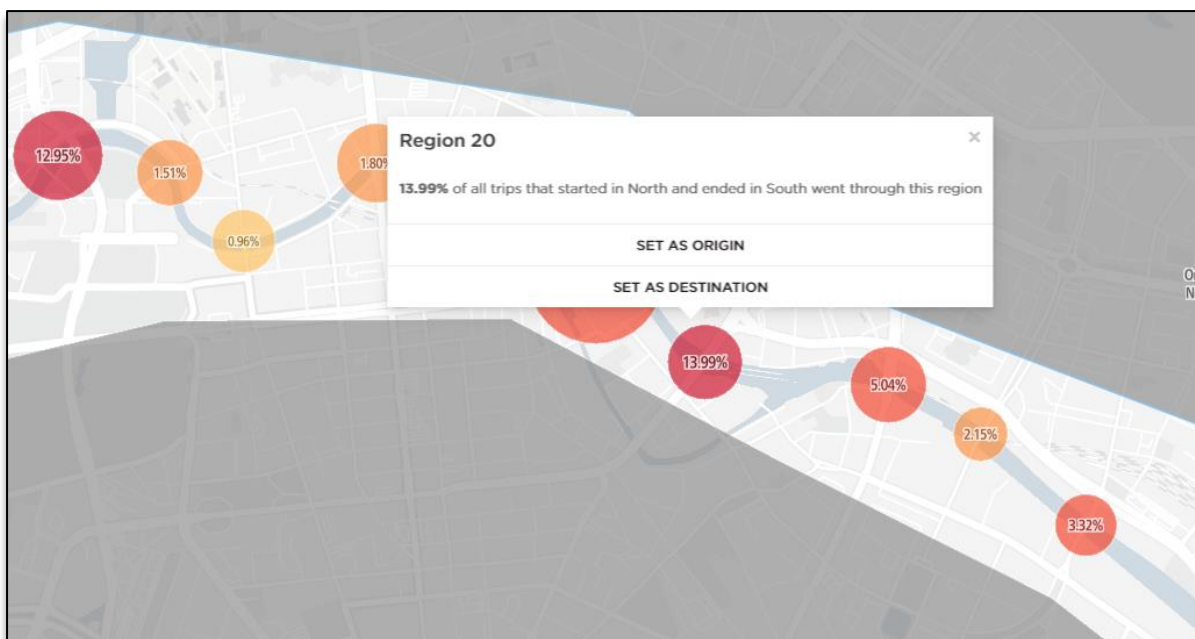 12.95%
1.51%
0.96%
1.80%
Region 20
×
13.99% of all trips that started in North and ended in South went through this region
SET AS ORIGIN
SET AS DESTINATION
13.99%
5.04%
2.15%
3.32%